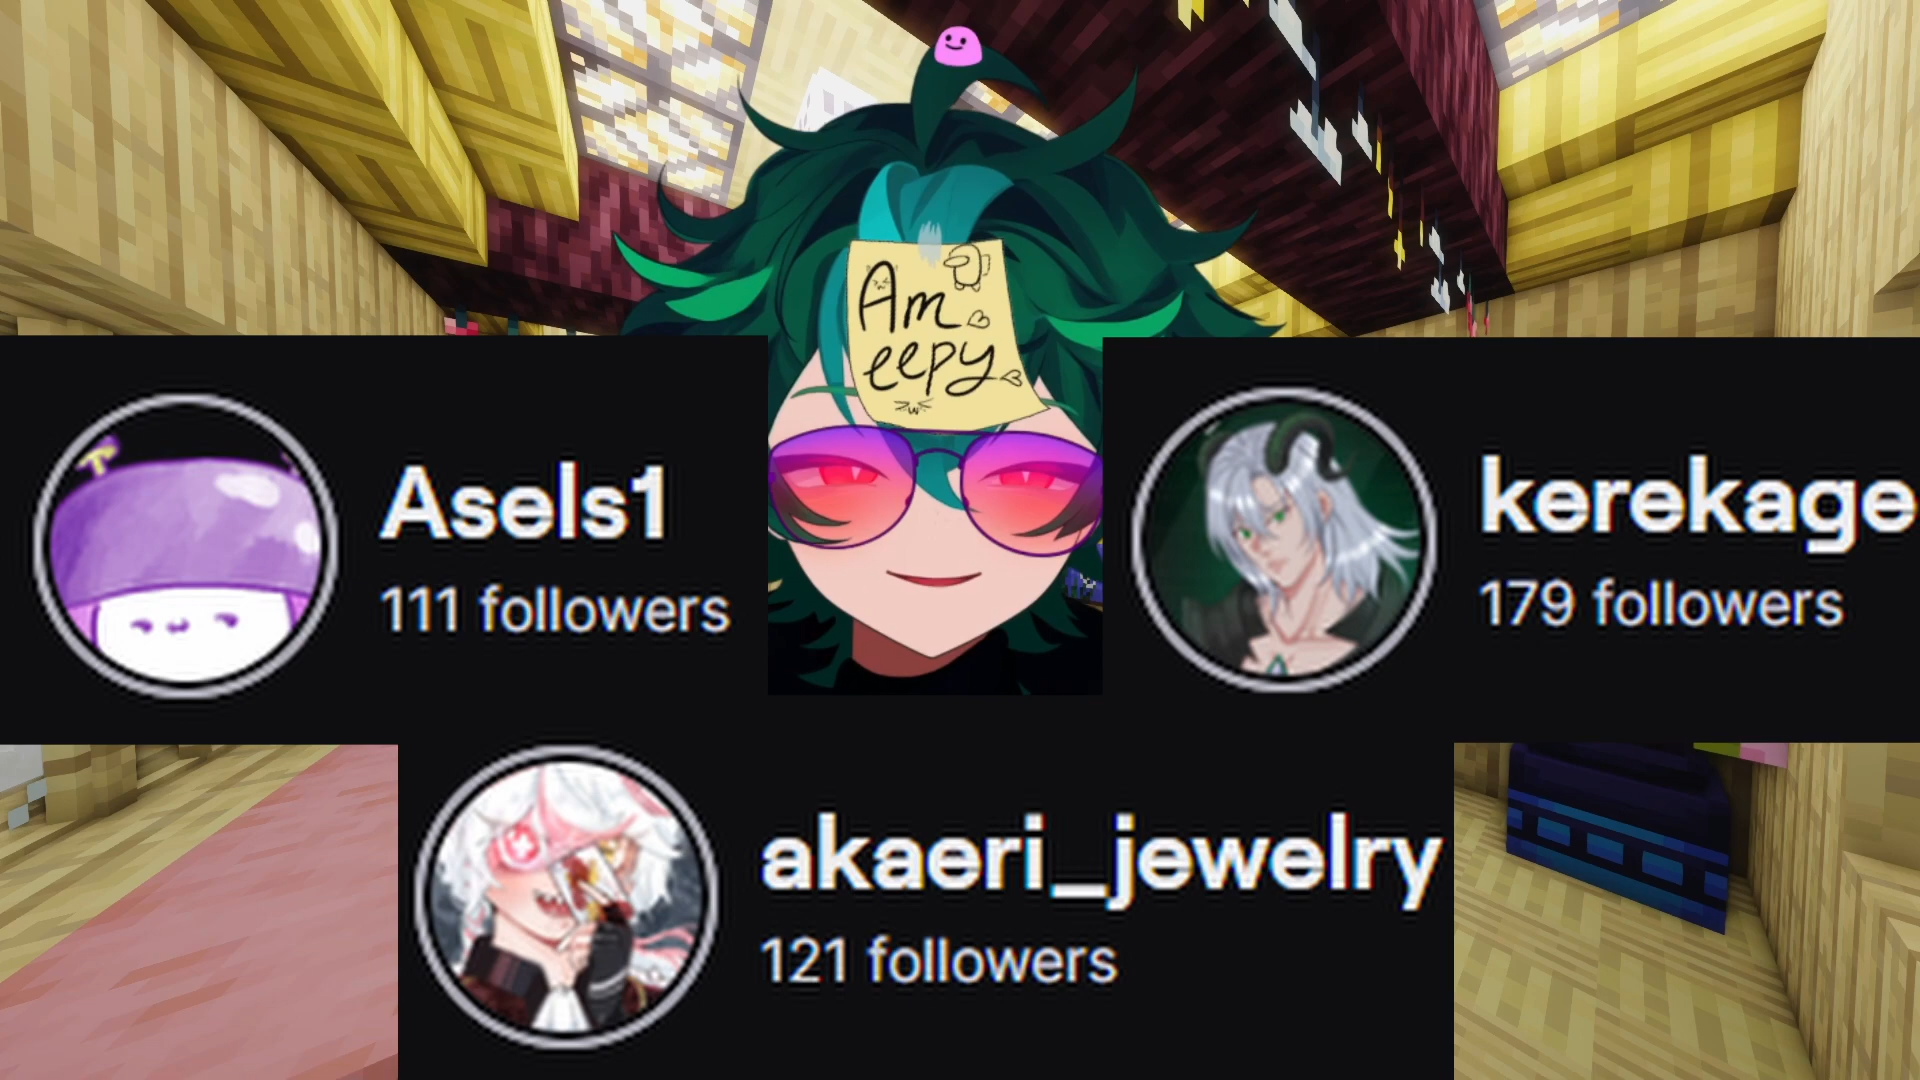 Am
eepy
Asels1
111 followers
kerekage
179 followers
akaeri_jewelry
121 followers